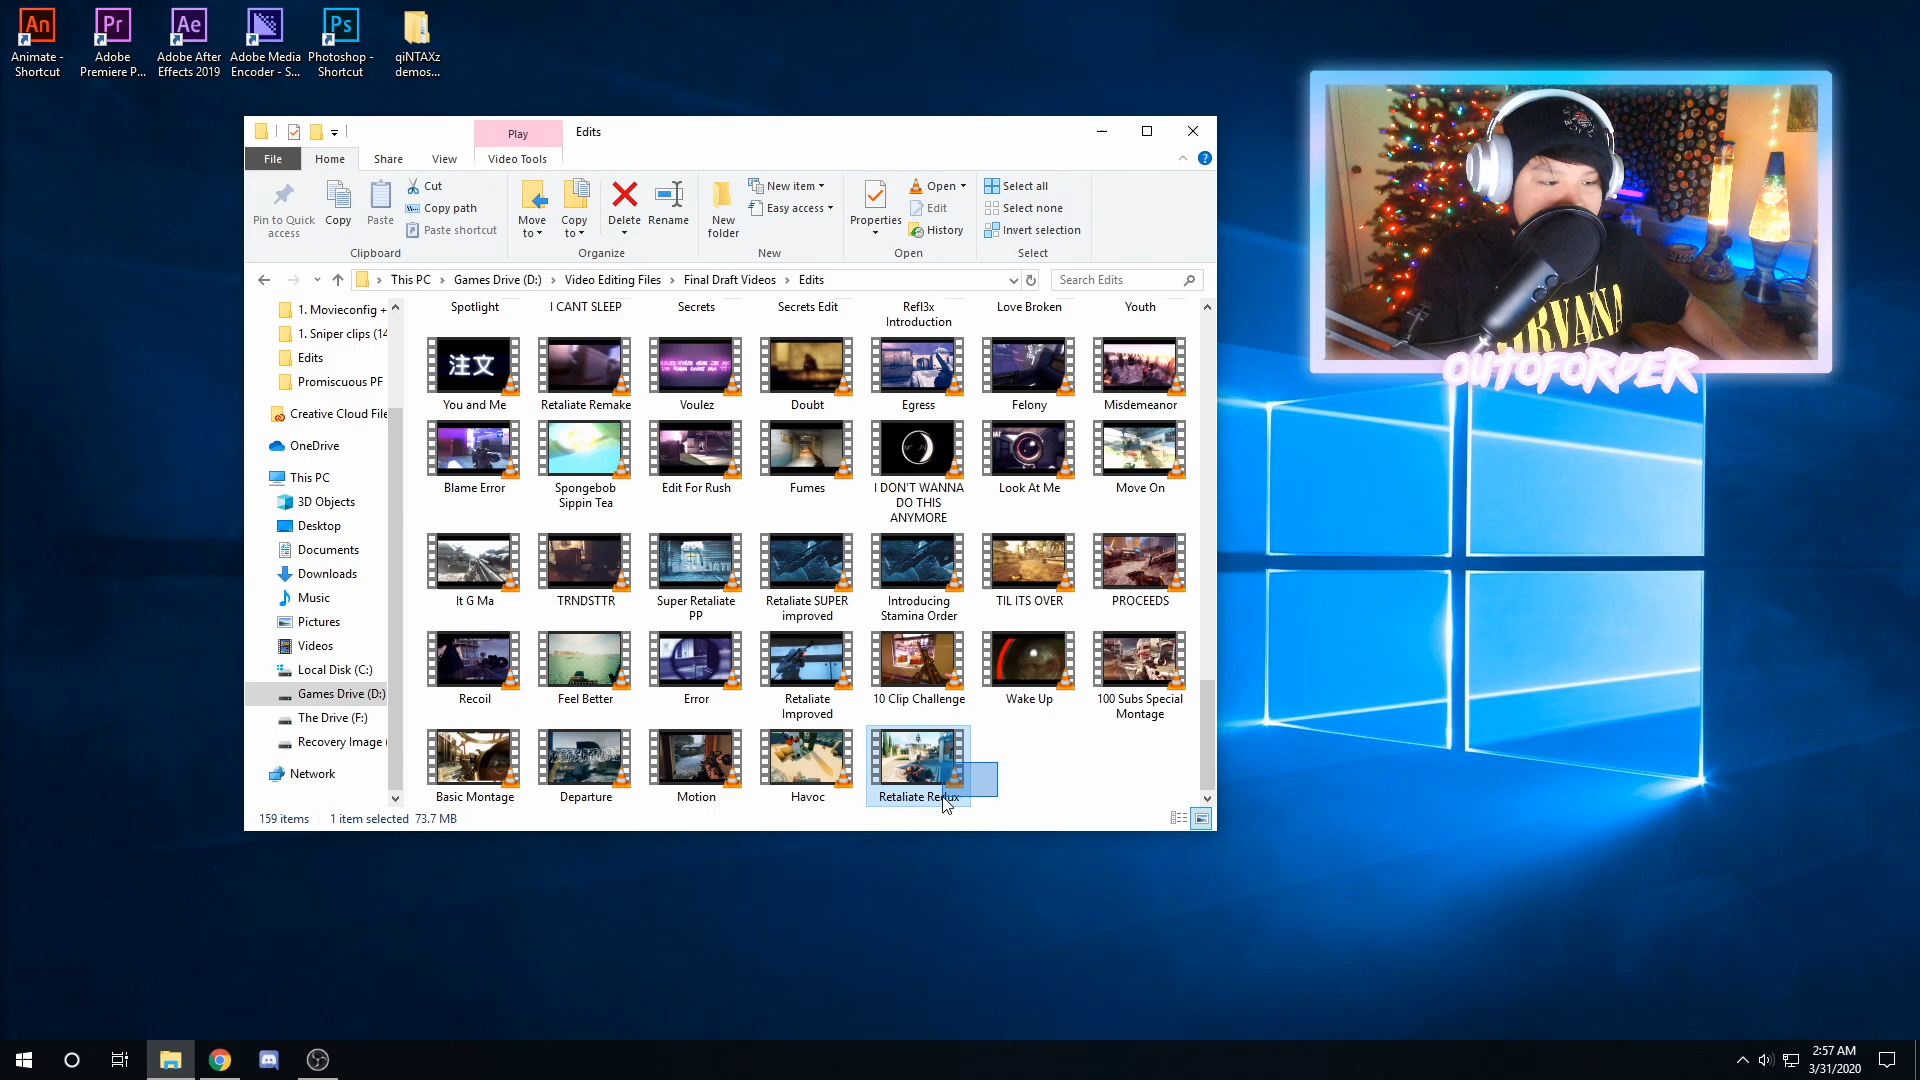 Animate -
Shortcut
Adobe
Premiere P...
Adobe After
Effects 2019
Adobe Media
Encoder - S...
Photoshop -
Shortcut
qiNTAXz
demos...
An
Pr
Ae
Ps
Play
Edits
File
Home
Share
View
Video Tools
Pin to Quick
access
Copy
Paste
Cut
Copy path
Paste shortcut
Clipboard
Move
to
Copy
to
Delete
Rename
Organize
New
folder
New item
Easy access
New
Properties
Open
Edit
History
Open
Select all
Select none
Invert selection
Select
This PC
Games Drive (D:)
Video Editing Files
Final Draft Videos
Edits
Search Edits
1. Movieconfig +
1. Sniper clips (14
Edits
Promiscuous PF
Creative Cloud File
OneDrive
This PC
3D Objects
Desktop
Documents
Downloads
Music
Pictures
Videos
Local Disk (C:)
Games Drive (D:)
The Drive (F:)
Recovery Image (
Network
Spotlight
I CANT SLEEP
Secrets
Secrets Edit
Refl3x
Introduction
Love Broken
Youth
注文
You and Me
Retaliate Remake
Voulez
Doubt
Egress
Felony
Misdemeanor
Blame Error
Spongebob
Sippin Tea
Edit For Rush
Fumes
I DON'T WANNA
DO THIS
ANYMORE
Look At Me
Move On
It G Ma
TRNDSTTR
Super Retaliate
PP
Retaliate SUPER
improved
Introducing
Stamina Order
TIL ITS OVER
PROCEEDS
Recoil
Feel Better
Error
Retaliate
Improved
10 Clip Challenge
Wake Up
100 Subs Special
Montage
Basic Montage
Departure
Motion
Havoc
Retaliate Redux
159 items
1 item selected 73.7 MB
NIRVANA
OUTOFORDER
2:57 AM
3/31/2020